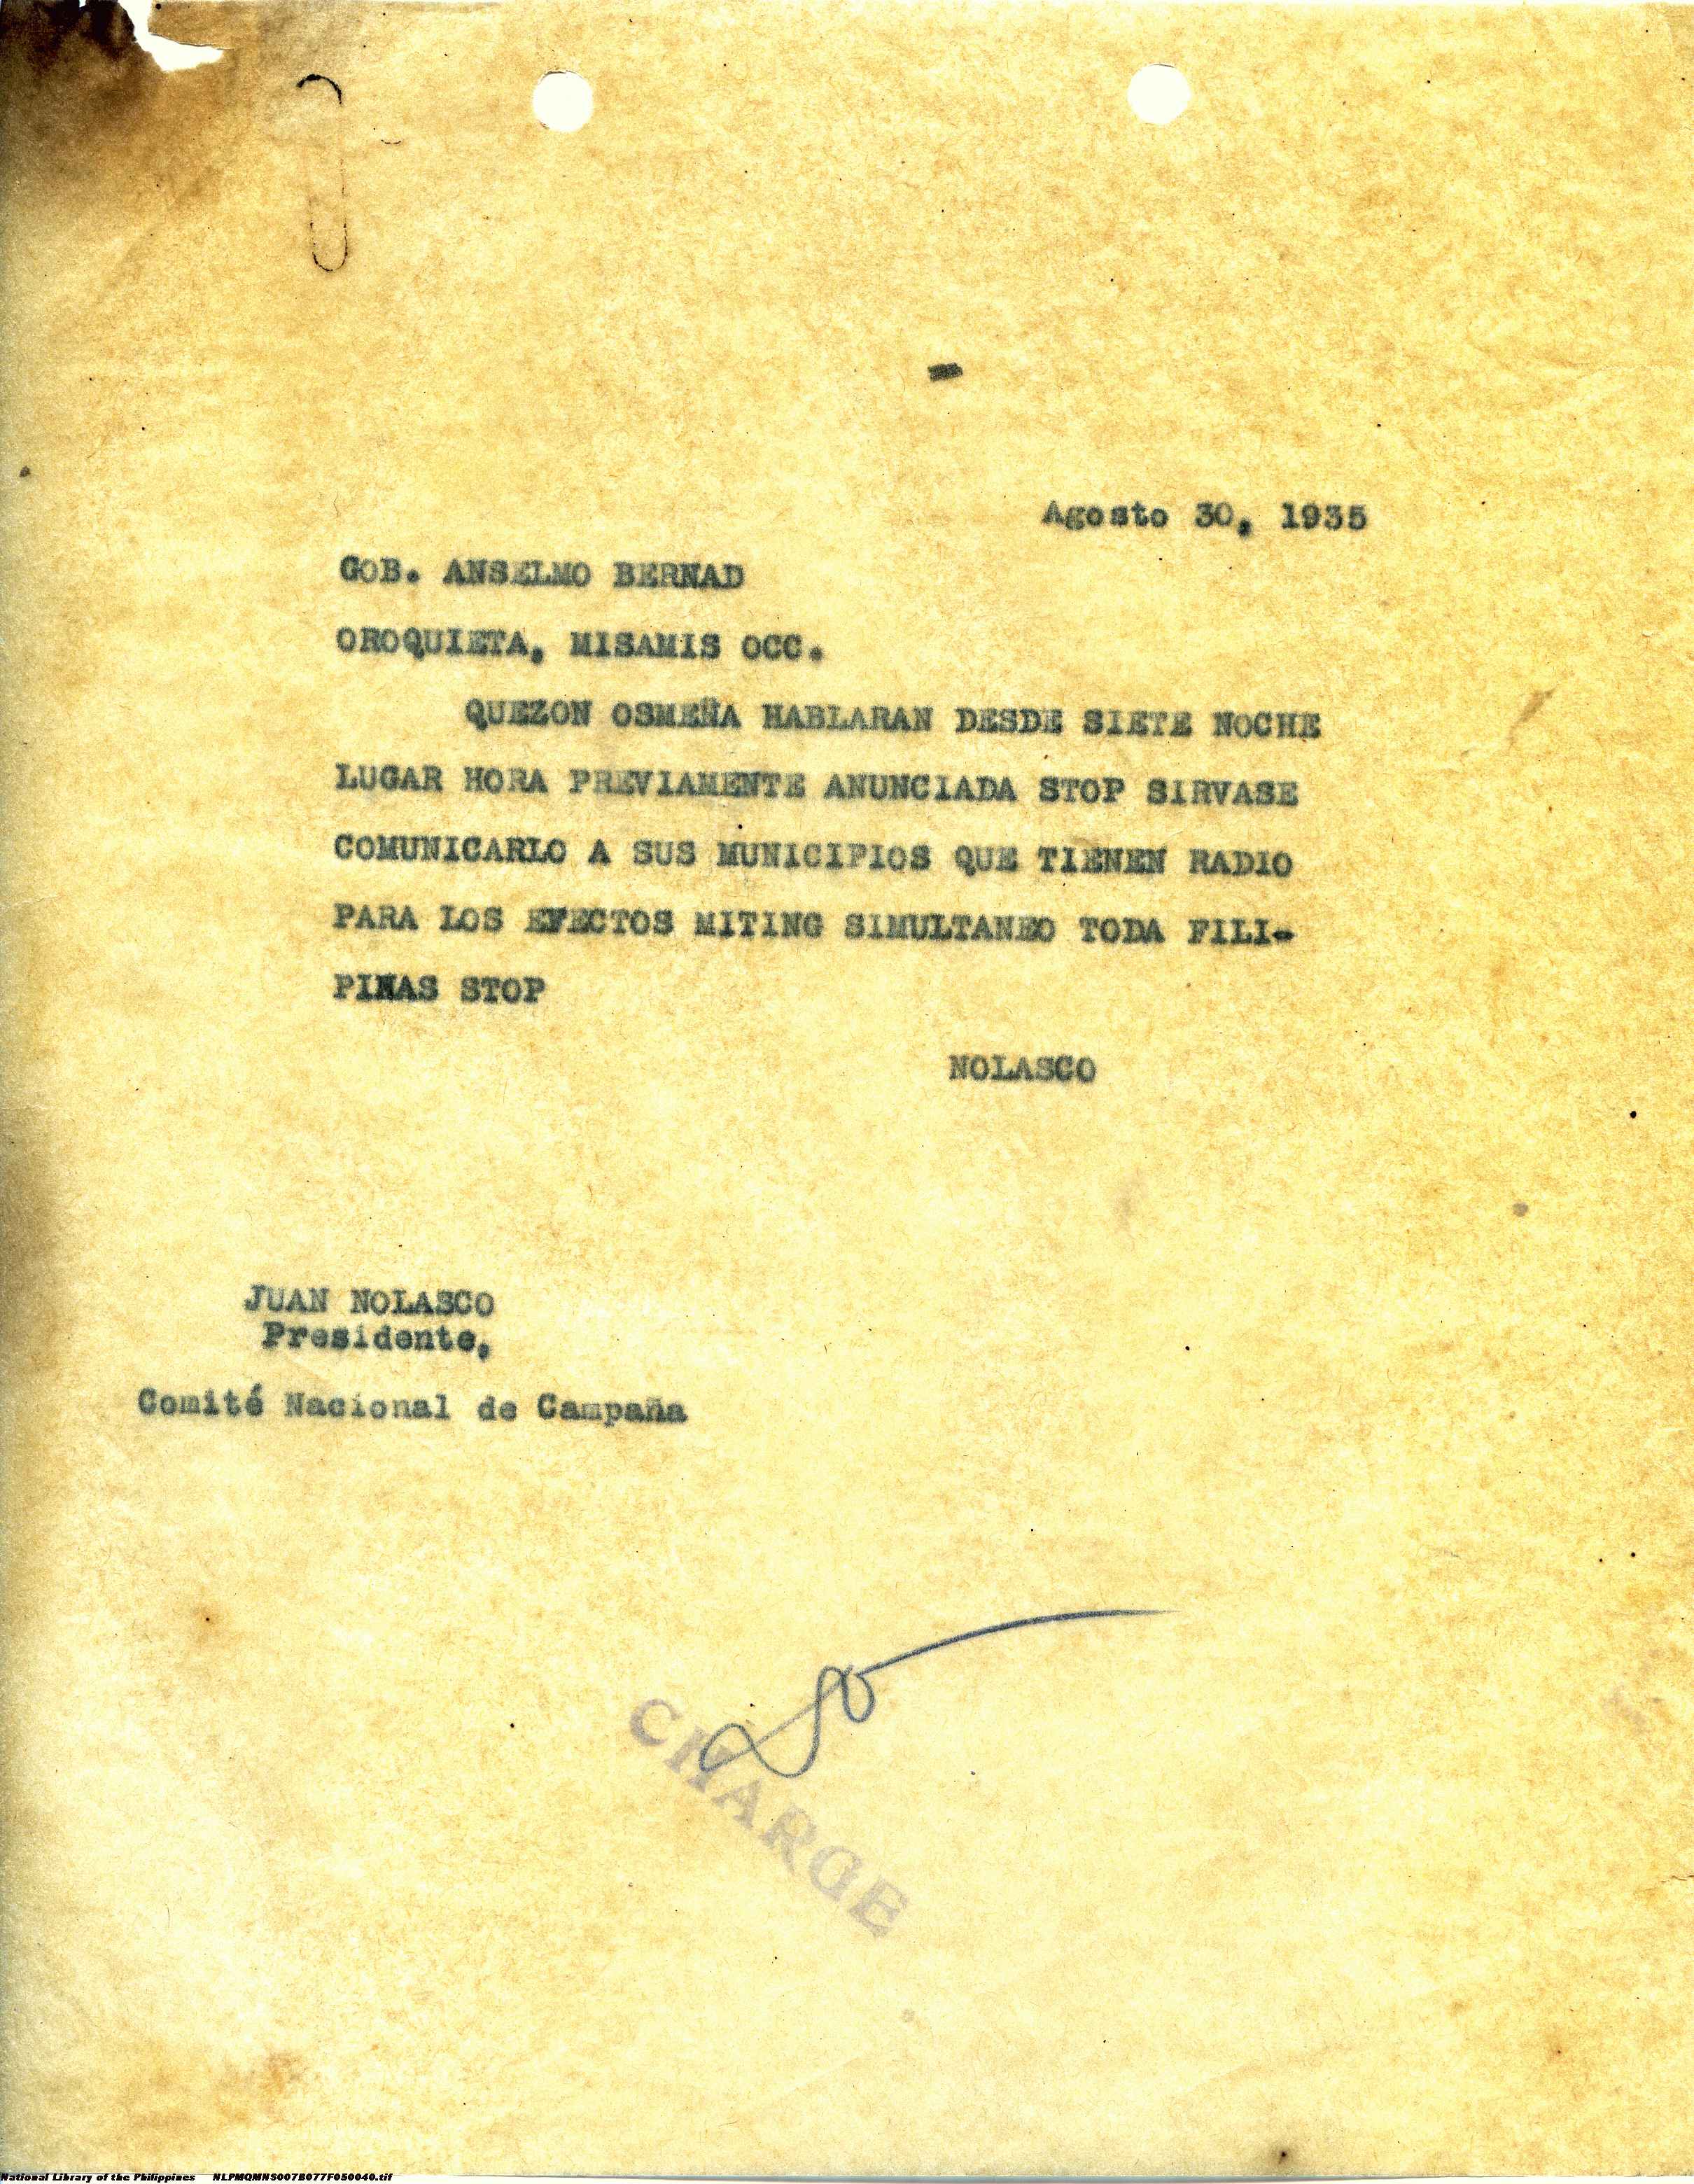 Agosto 30, 1935
GOB. ANSELMO BERNAD
OROQUIETA, MISAMIS OCC.
QUEZON OSMEÑA HABLARAN DESDE SIETE NOCHE
LUGAR HORA PREVIAMENTE ANUNCIADA STOP SIRVASE
COMUNICARLO A SUS MUNICIPIOS QUE TIENEN RADIO
PARA LOS EFECTOS MITING SIMULTANEO TODA FILI-
PINAS STOP
NOLASCO
JUAN NOLASCO
Presidente,
Comité Nacional de Campaña
CHARGE
National Library of the Philippines NLPMQMNS007B077F050040.tif